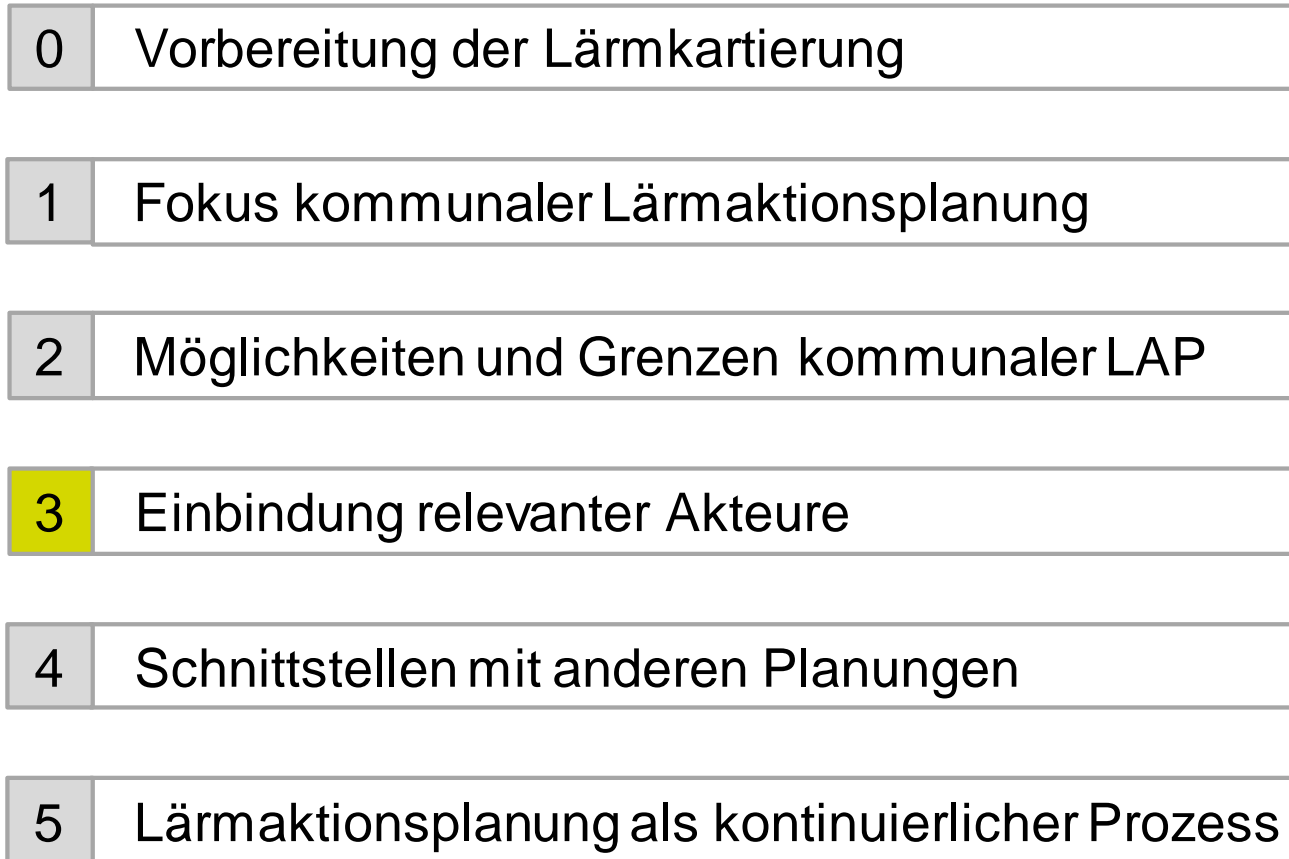 0 Vorbereitung der Lärmkartierung
1 Fokus kommunaler Lärmaktionsplanung
2 Möglichkeiten und Grenzen kommunaler LAP
3 Einbindung relevanter Akteure
4 Schnittstellen mit anderen Planungen
5 Lärmaktionsplanung als kontinuierlicher Prozess